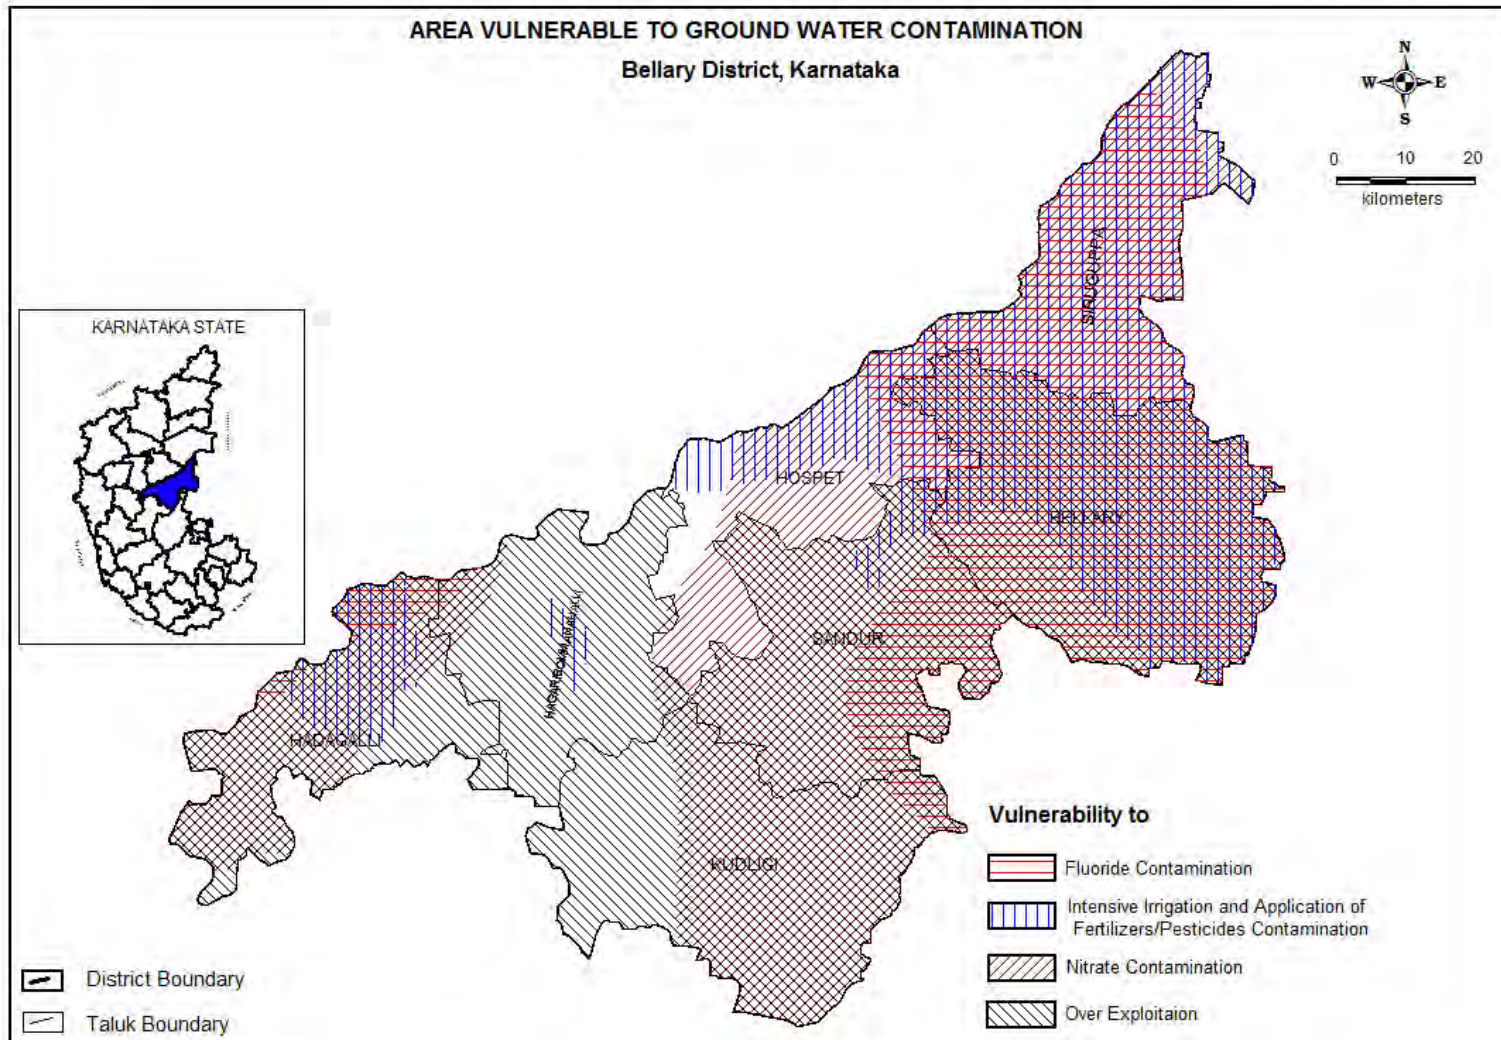 AREA VULNERABLE TO GROUND WATER CONTAMINATION
Bellary District, Karnataka
N
W
E
S
0 10 20
kilometers
KARNATAKA STATE
SIRUGUPPA
HOSPET
BELLARY
SANDUR
HADAGALLI
KUDLIGI
Vulnerability to
Fluoride Contamination
Intensive Irrigation and Application of
Fertilizers/Pesticides Contamination
Nitrate Contamination
Over Exploitaion
District Boundary
Taluk Boundary